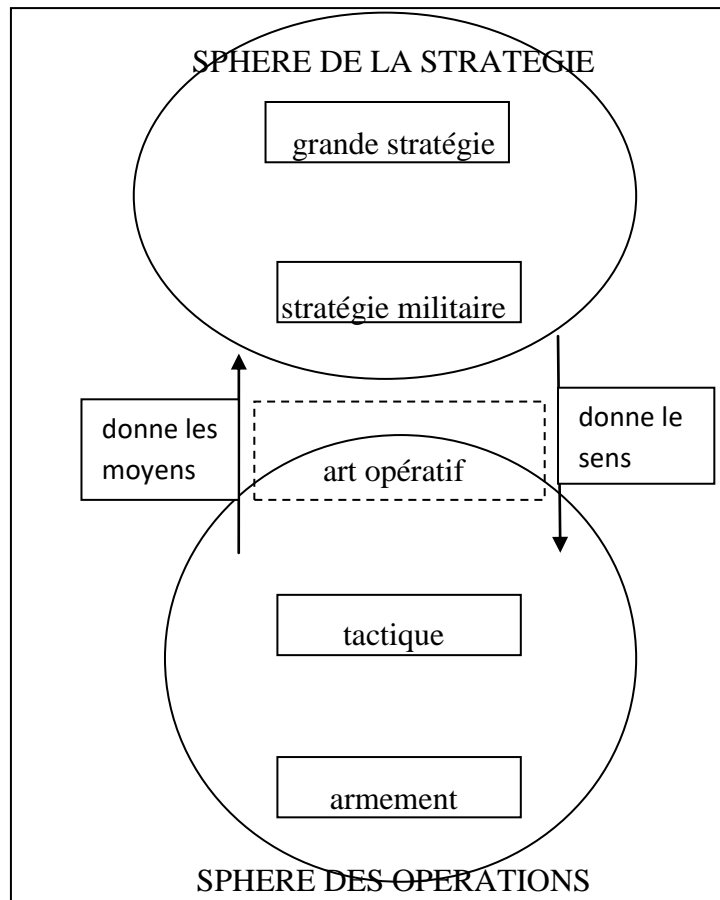 SPHERE DE LA STRATEGIE
grande stratégie
stratégie militaire
donne les
moyens
art opératif
donne le
sens
tactique
armement
SPHERE DES OPERATIONS